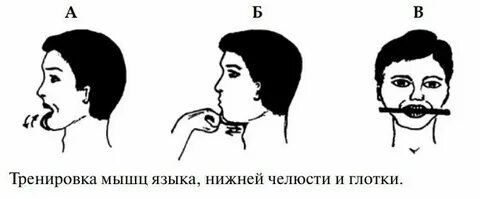 А Б В
Тренировка мышц языка, нижней челюсти и глотки.